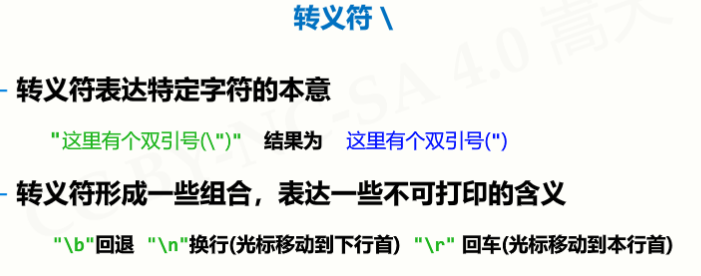 转义符 \
- 转义符表达特定字符的本意
"这里有个双引号(\")" 结果为 这里有个双引号(")
- 转义符形成一些组合，表达一些不可打印的含义
"\b"回退 "\n"换行(光标移动到下行首) "\r" 回车(光标移动到本行首)
CC BY-NC-SA 4.0 嵩天